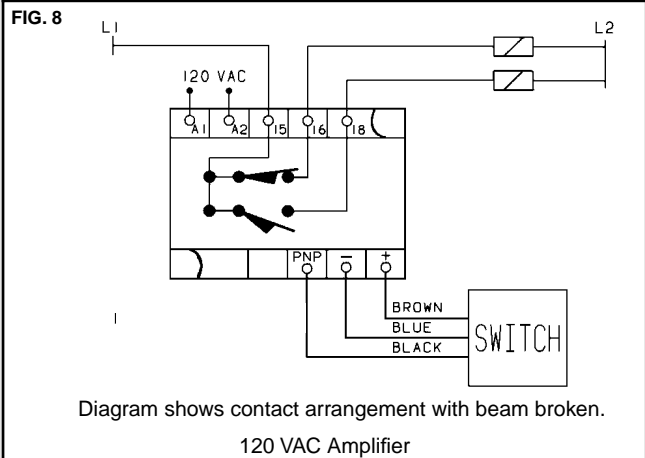 FIG. 8
L1
L2
120 VAC
A1 A2 15 16 18
PNP − +
BROWN
BLUE
BLACK
SWITCH
Diagram shows contact arrangement with beam broken.
120 VAC Amplifier